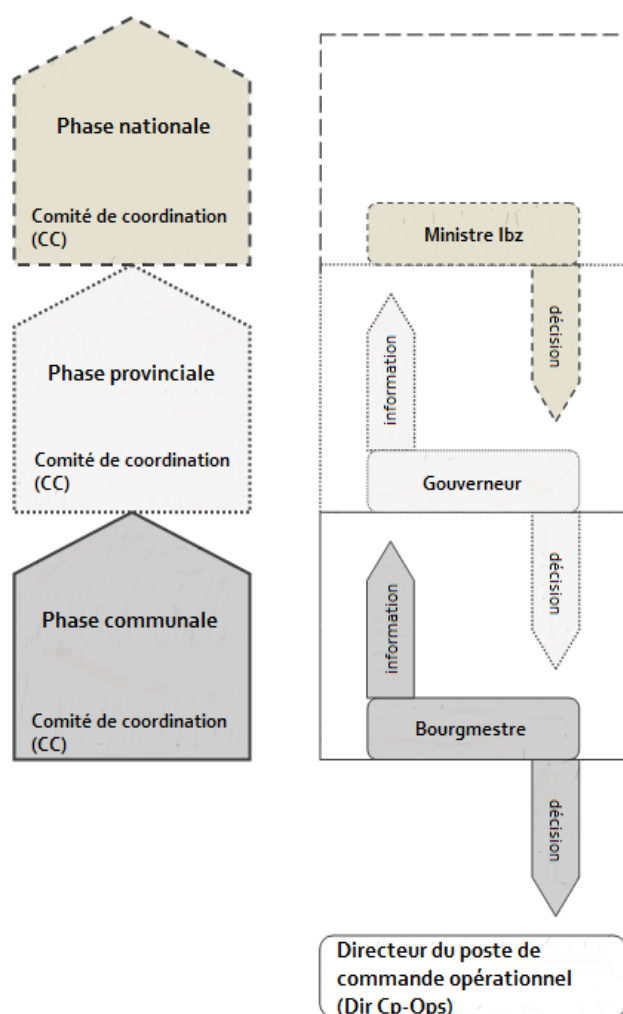 Phase nationale
Comité de coordination
(CC)
Ministre Ibz
décision
Phase provinciale
Comité de coordination
(CC)
information
Gouverneur
décision
Phase communale
Comité de coordination
(CC)
information
Bourgmestre
décision
Directeur du poste de
commande opérationnel
(Dir Cp-Ops)